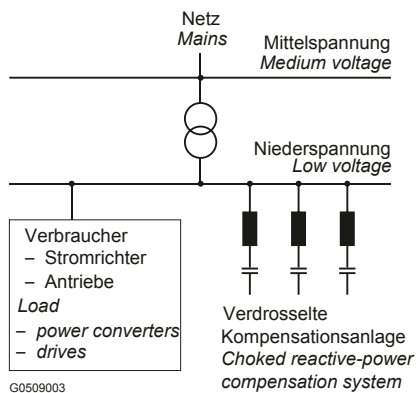 Netz
Mains
Mittelspannung
Medium voltage
Niederspannung
Low voltage
Verbraucher
– Stromrichter
– Antriebe
Load
– power converters
– drives
Verdrosselte
Kompensationsanlage
Choked reactive-power
compensation system
G0509003